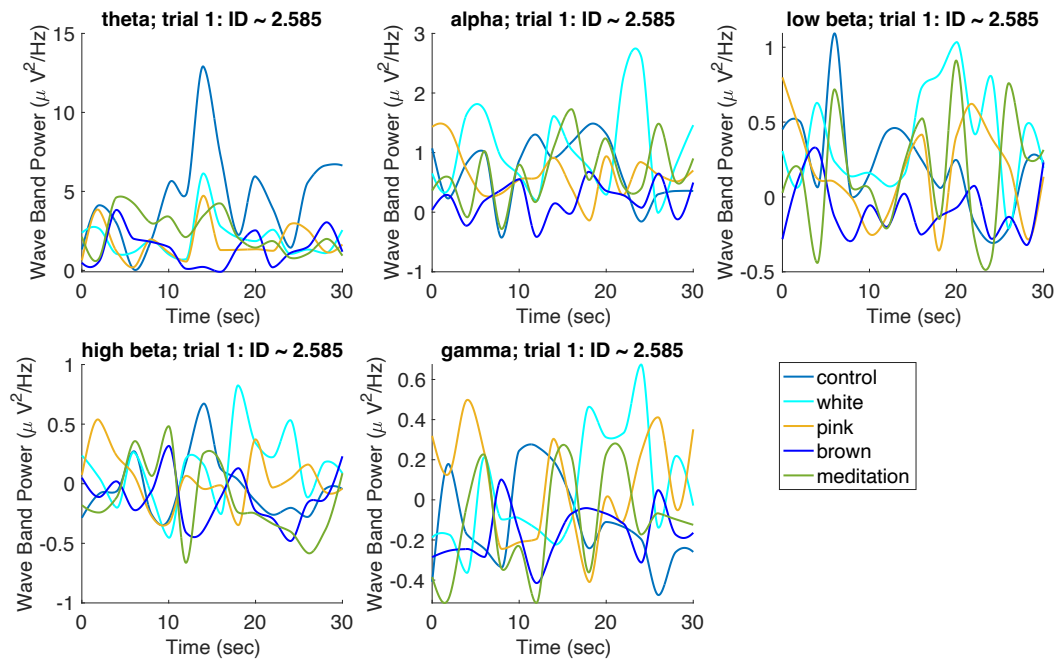 theta; trial 1: ID ~ 2.585
Wave Band Power (μ V²/Hz)
15
10
5
0
0 10 20 30
Time (sec)
alpha; trial 1: ID ~ 2.585
Wave Band Power (μ V²/Hz)
3
2
1
0
-1
0 10 20 30
Time (sec)
low beta; trial 1: ID ~ 2.585
Wave Band Power (μ V²/Hz)
1
0.5
0
-0.5
0 10 20 30
Time (sec)
high beta; trial 1: ID ~ 2.585
Wave Band Power (μ V²/Hz)
1
0.5
0
-0.5
-1
0 10 20 30
Time (sec)
gamma; trial 1: ID ~ 2.585
Wave Band Power (μ V²/Hz)
0.6
0.4
0.2
0
-0.2
-0.4
0 10 20 30
Time (sec)
control
white
pink
brown
meditation